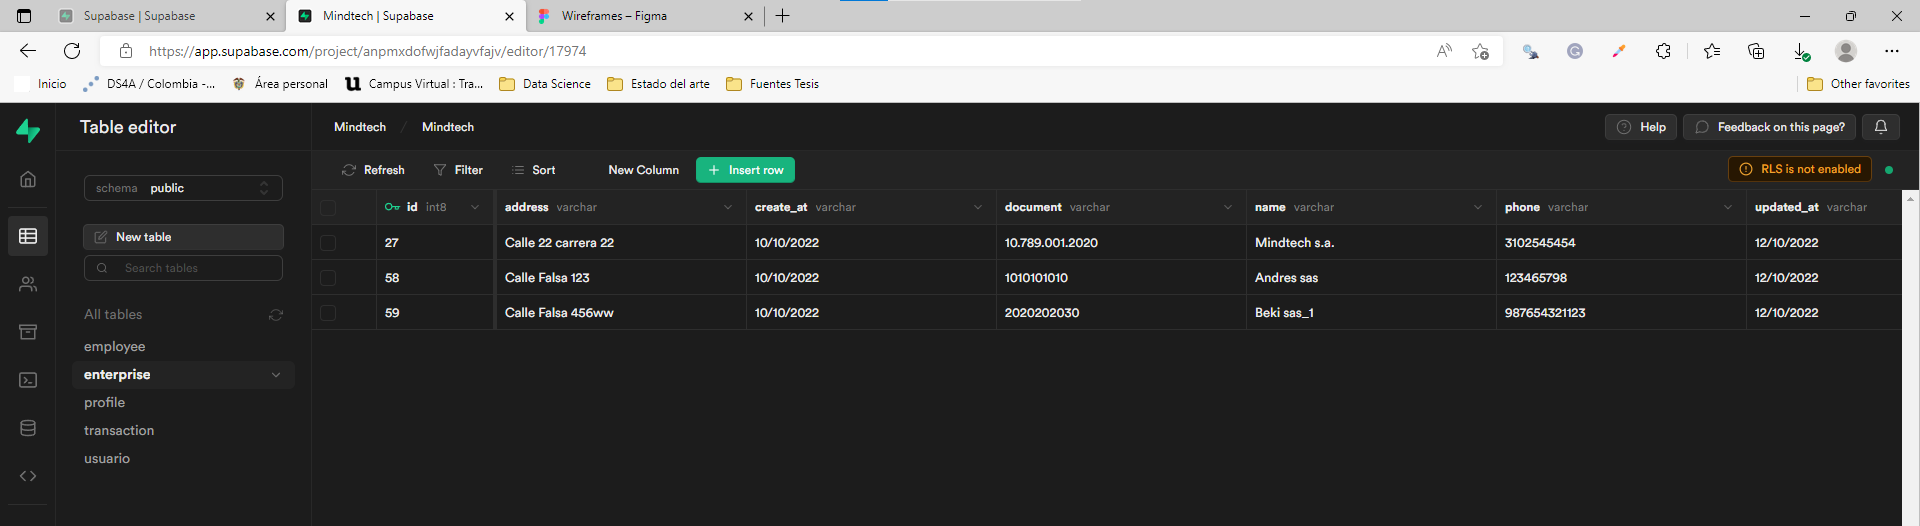 Supabase | Supabase
Mindtech | Supabase
Wireframes – Figma
https://app.supabase.com/project/anpmxdofwjfadayvfajv/editor/17974
Inicio
DS4A / Colombia -...
Área personal
Campus Virtual : Tra...
Data Science
Estado del arte
Fuentes Tesis
Other favorites
Table editor
Mindtech / Mindtech
Help
Feedback on this page?
schema public
New table
Search tables
All tables
employee
enterprise
profile
transaction
usuario
Refresh
Filter
Sort
New Column
+ Insert row
RLS is not enabled
id int8 address varchar create_at varchar document varchar name varchar phone varchar updated_at varchar
27 Calle 22 carrera 22 10/10/2022 10.789.001.2020 Mindtech s.a. 3102545454 12/10/2022
58 Calle Falsa 123 10/10/2022 1010101010 Andres sas 123465798 12/10/2022
59 Calle Falsa 456ww 10/10/2022 2020202030 Beki sas_1 987654321123 12/10/2022